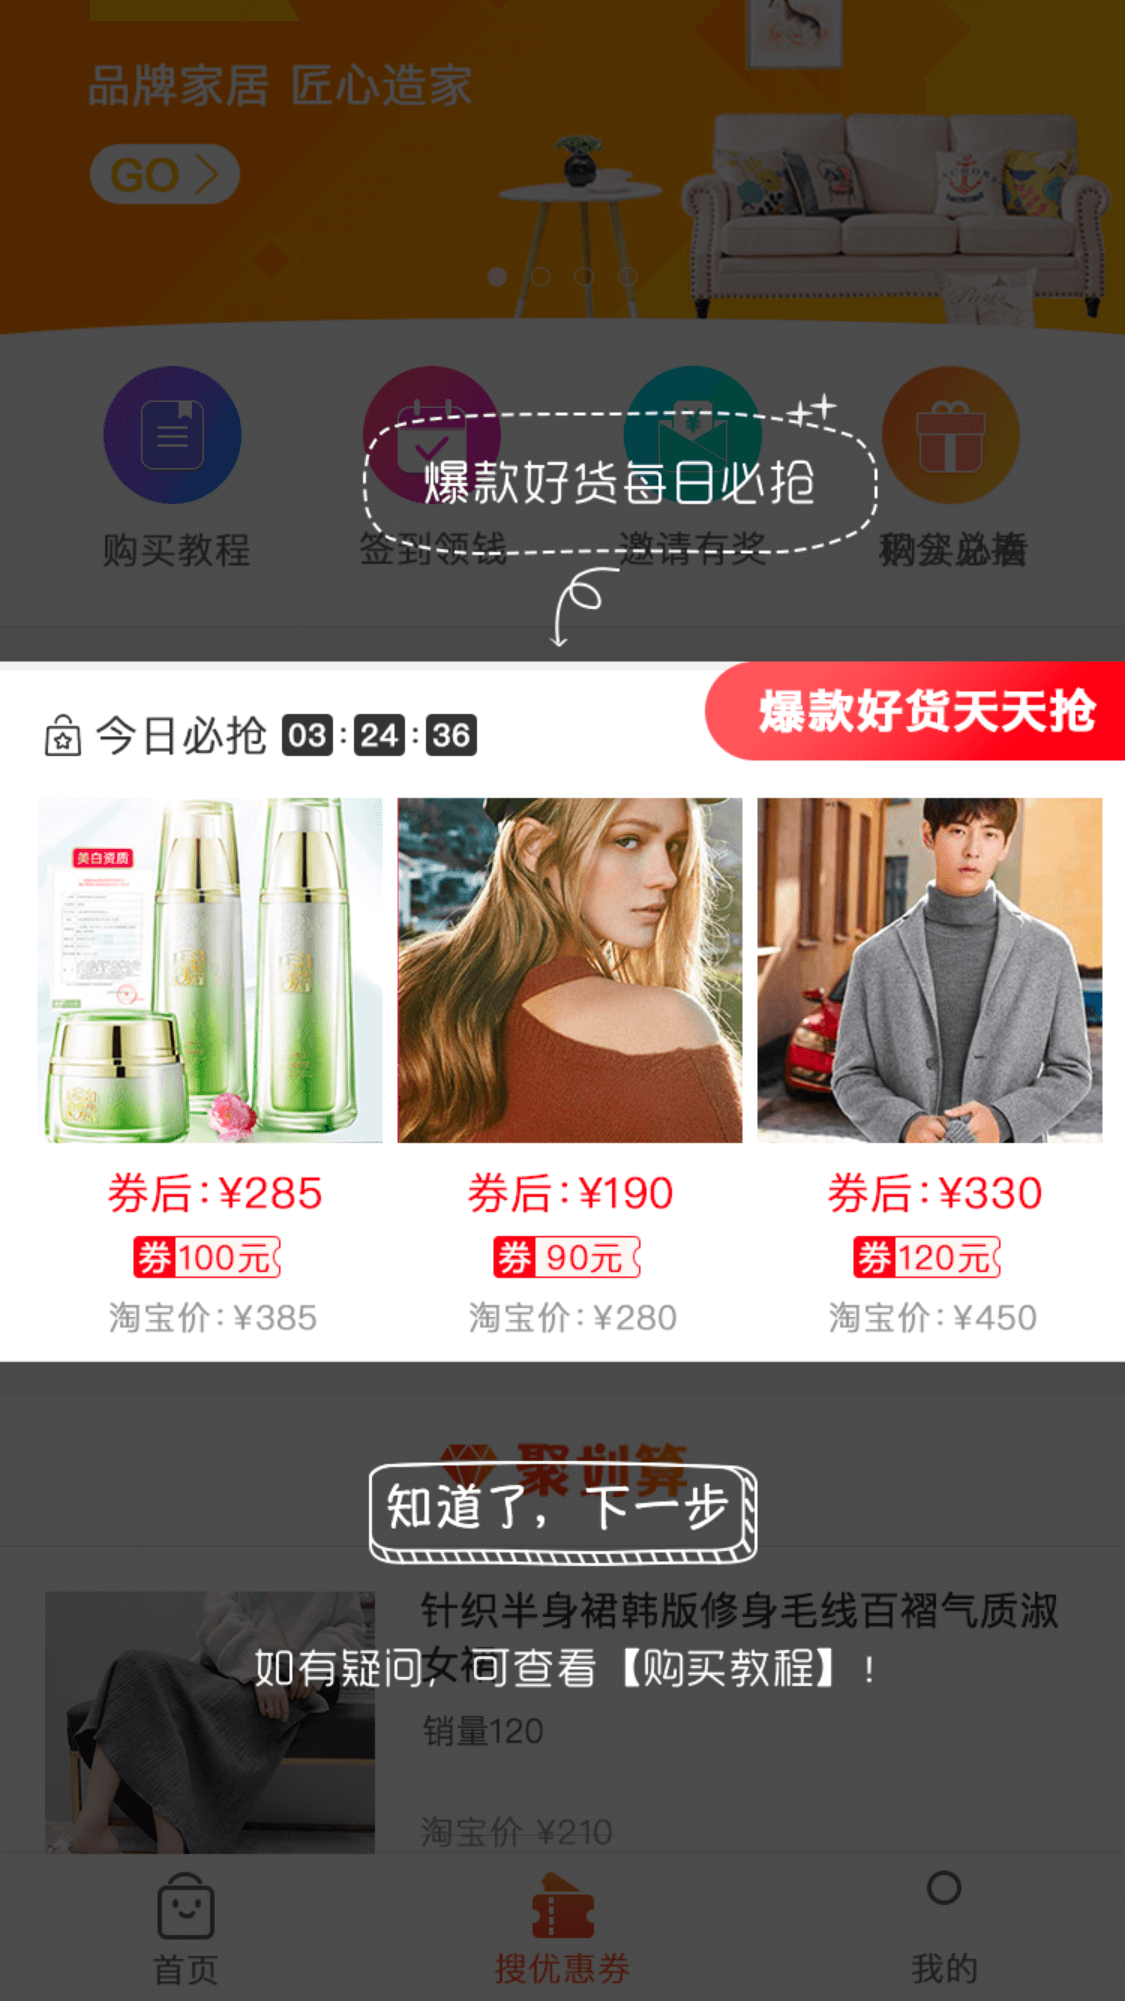 品牌家居 匠心造家
GO
爆款好货每日必抢
购买教程
签到领钱
邀请有奖
今日必抢 03:24:36
爆款好货天天抢
美白资质
券后:¥285
券后:¥190
券后:¥330
券100元
券 90元
券120元
淘宝价:¥385
淘宝价:¥280
淘宝价:¥450
聚划算
知道了，下一步
针织半身裙韩版修身毛线百褶气质淑
女裙
如有疑问，可查看【购买教程】！
销量120
淘宝价 ¥210
首页
搜优惠券
我的